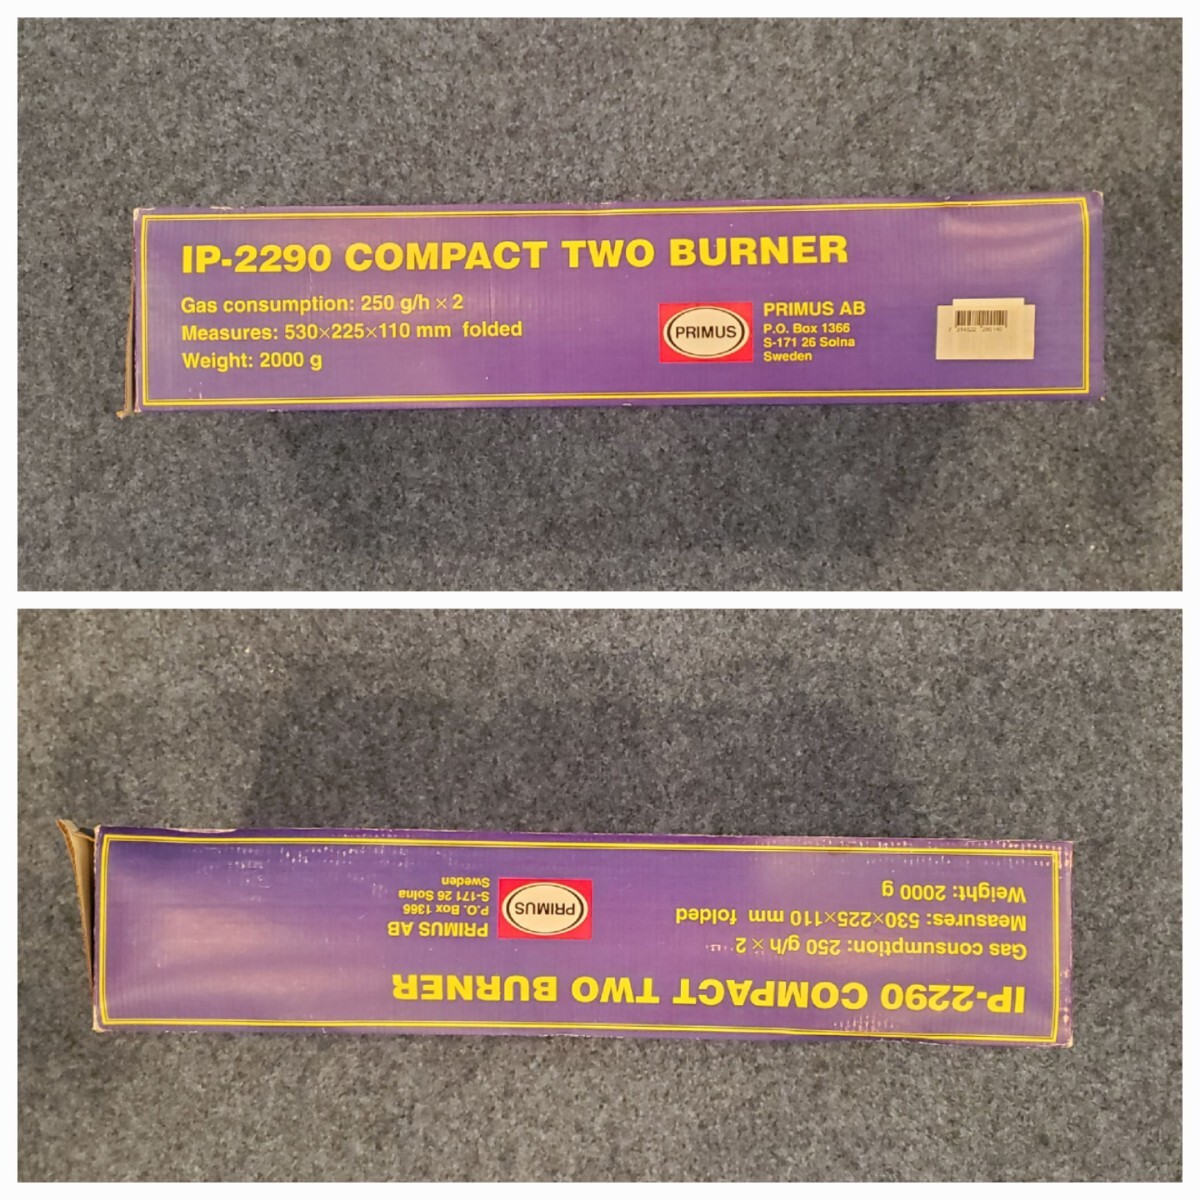 IP-2290 COMPACT TWO BURNER
Gas consumption: 250 g/h × 2
Measures: 530×225×110 mm folded
Weight: 2000 g
PRIMUS
PRIMUS AB
P.O. Box 1366
S-171 26 Solna
Sweden
IP-2290 COMPACT TWO BURNER
Gas consumption: 250 g/h × 2
Measures: 530×225×110 mm folded
Weight: 2000 g
PRIMUS
PRIMUS AB
P.O. Box 1366
S-171 26 Solna
Sweden